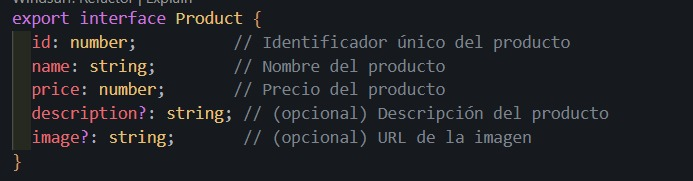 Windsurf: Refactor | Explain
export interface Product {
id: number; // Identificador único del producto
name: string; // Nombre del producto
price: number; // Precio del producto
description?: string; // (opcional) Descripción del producto
image?: string; // (opcional) URL de la imagen
}